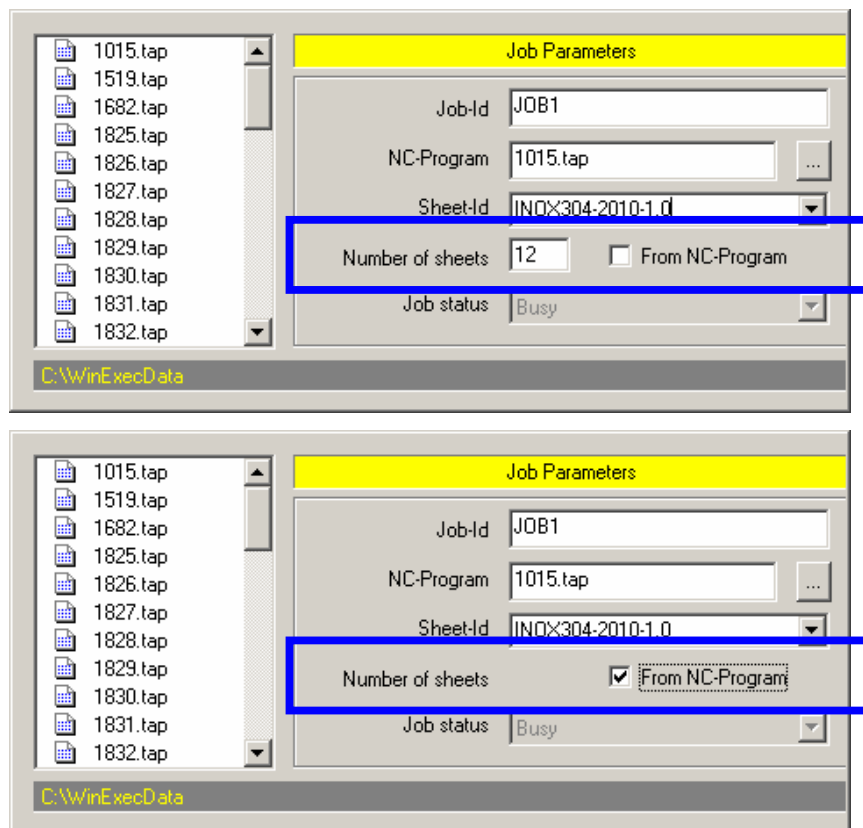 1015.tap
1519.tap
1682.tap
1825.tap
1826.tap
1827.tap
1828.tap
1829.tap
1830.tap
1831.tap
1832.tap
Job Parameters
Job-Id JOB1
NC-Program 1015.tap ...
Sheet-Id INOX304-2010-1.0
Number of sheets 12 From NC-Program
Job status Busy
C:\WinExecData
1015.tap
1519.tap
1682.tap
1825.tap
1826.tap
1827.tap
1828.tap
1829.tap
1830.tap
1831.tap
1832.tap
Job Parameters
Job-Id JOB1
NC-Program 1015.tap ...
Sheet-Id INOX304-2010-1.0
Number of sheets From NC-Program
Job status Busy
C:\WinExecData